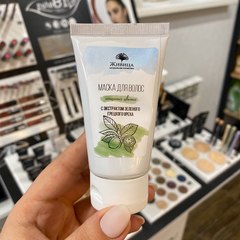 ЖИВИЦА
МАСКА ДЛЯ ВОЛОС
С ЭКСТРАКТОМ ЗЕЛЕНОГО
ГРЕЦКОГО ОРЕХА